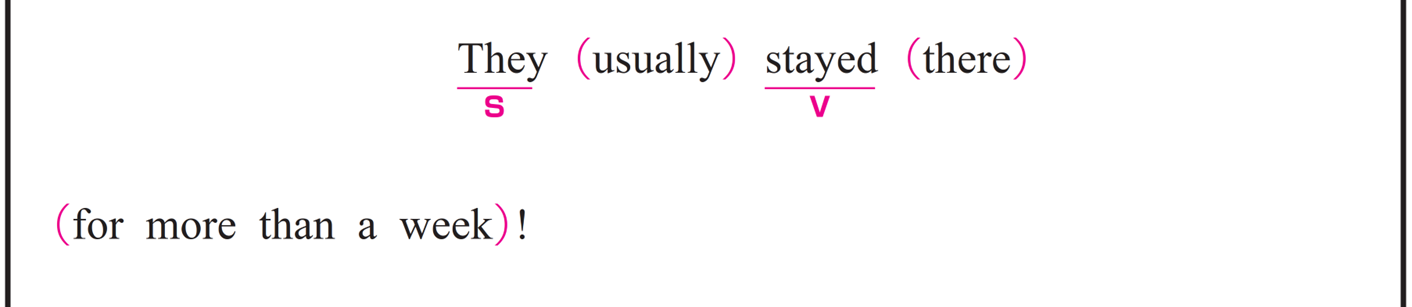 They (usually) stayed (there)
S V
(for more than a week)!